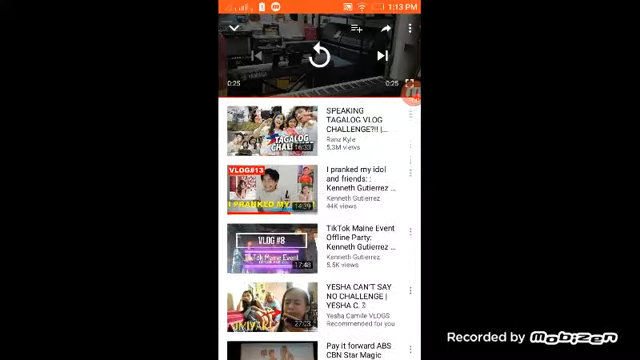 1:13 PM
0:25
0:25
SPEAKING
TAGALOG VLOG
CHALLENGE?!! |...
Ranz Kyle
5.3M views
TAGALOG
16:33
I pranked my idol
and friends: :
Kenneth Gutierrez ...
Kenneth Gutierrez
44K views
VLOG#13
I PRANKED MY
14:39
TikTok Maine Event
Offline Party:
Kenneth Gutierrez ...
Kenneth Gutierrez
5.5K views
VLOG #8
TikTok Maine Event
17:48
YESHA CAN'T SAY
NO CHALLENGE |
YESHA C.
Yesha Camile VLOGS
Recommended for you
27:03
Pay it forward ABS
CBN Star Magic
Recorded by mobizen